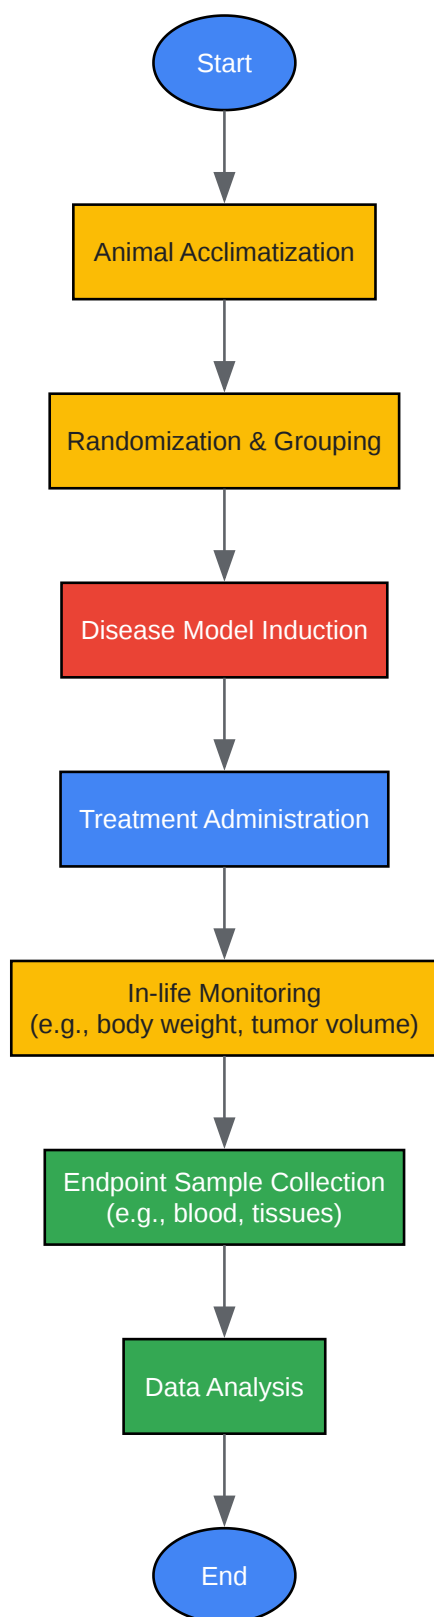 Start
Animal Acclimatization
Randomization & Grouping
Disease Model Induction
Treatment Administration
In-life Monitoring
(e.g., body weight, tumor volume)
Endpoint Sample Collection
(e.g., blood, tissues)
Data Analysis
End